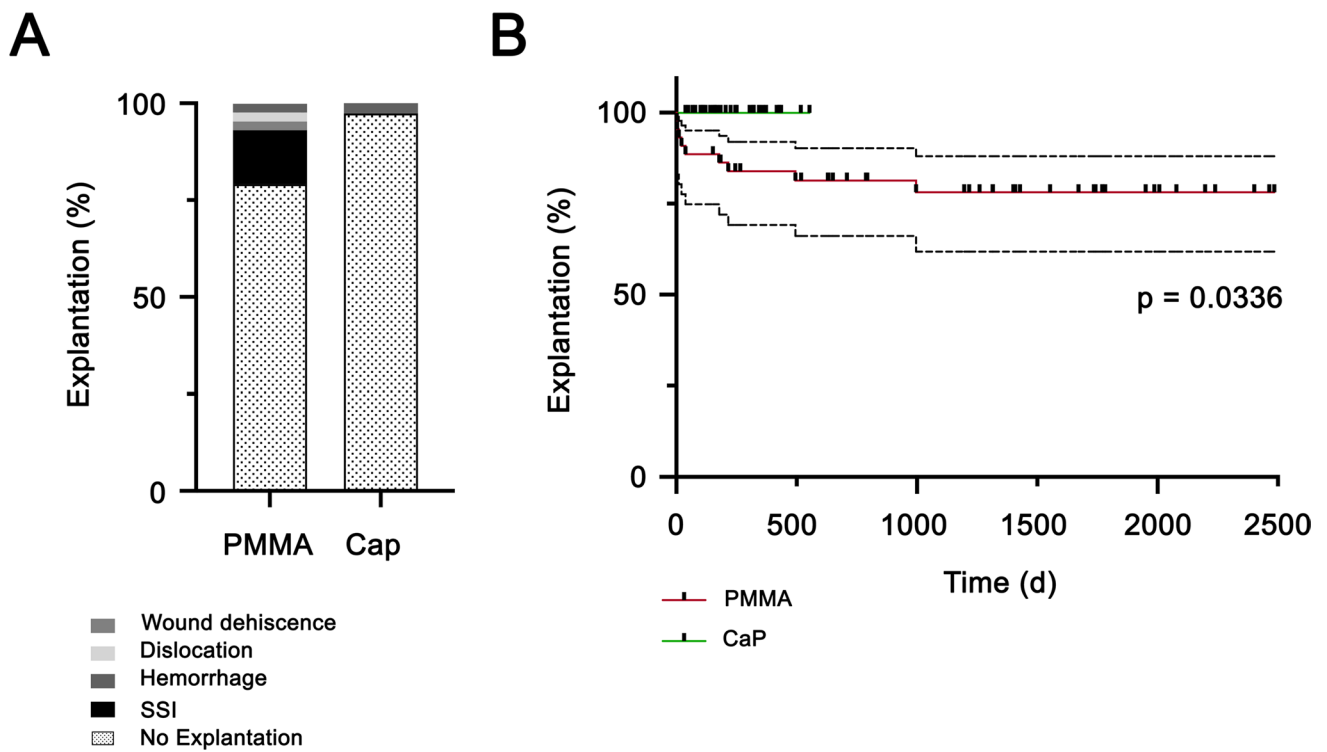 A
B
100
50
0
Explanation (%)
PMMA
Cap
Wound dehiscence
Dislocation
Hemorrhage
SSI
No Explantation
100
50
0
Explantation (%)
p = 0.0336
0
500
1000
1500
2000
2500
Time (d)
PMMA
CaP